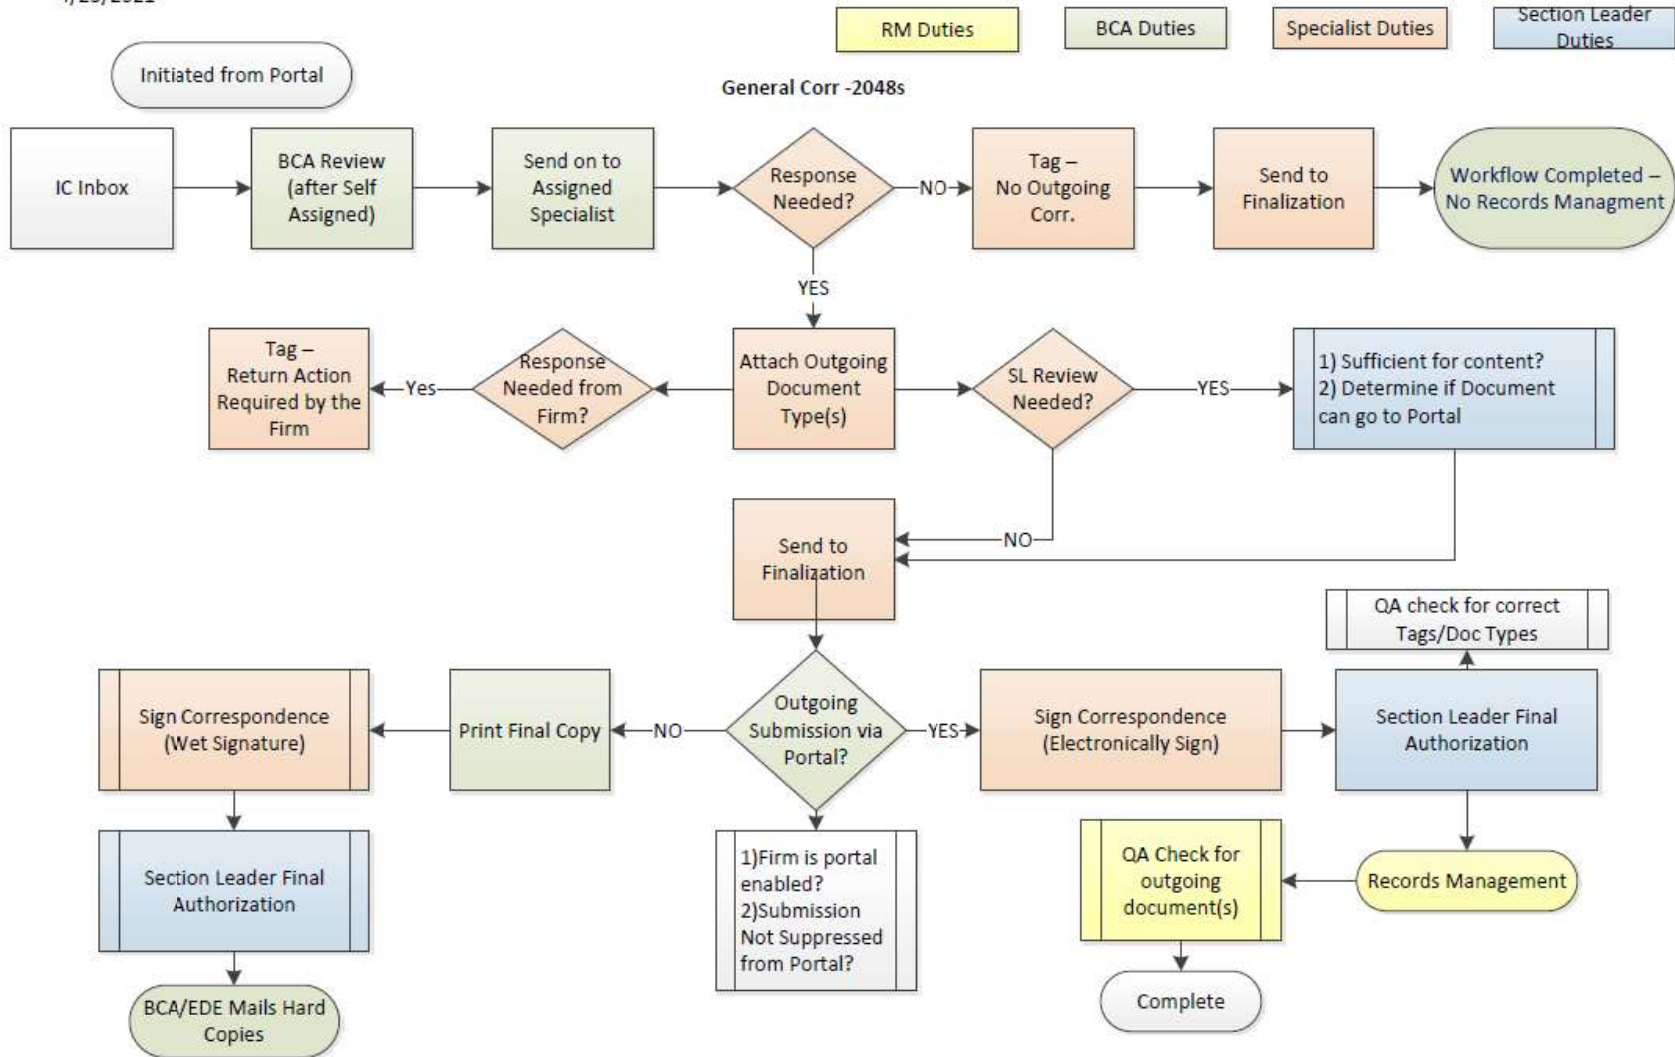 RM Duties
BCA Duties
Specialist Duties
Section Leader
Duties
Initiated from Portal
General Corr -2048s
IC Inbox
BCA Review
(after Self
Assigned)
Send on to
Assigned
Specialist
Response
Needed?
NO
Tag –
No Outgoing
Corr.
Send to
Finalization
Workflow Completed –
No Records Managment
YES
Tag –
Return Action
Required by the
Firm
Yes
Response
Needed from
Firm?
Attach Outgoing
Document
Type(s)
SL Review
Needed?
YES
1) Sufficient for content?
2) Determine if Document
can go to Portal
Send to
Finalization
NO
QA check for correct
Tags/Doc Types
Sign Correspondence
(Wet Signature)
Print Final Copy
NO
Outgoing
Submission via
Portal?
YES
Sign Correspondence
(Electronically Sign)
Section Leader Final
Authorization
Section Leader Final
Authorization
1)Firm is portal
enabled?
2)Submission
Not Suppressed
from Portal?
QA Check for
outgoing
document(s)
Records Management
BCA/EDE Mails Hard
Copies
Complete